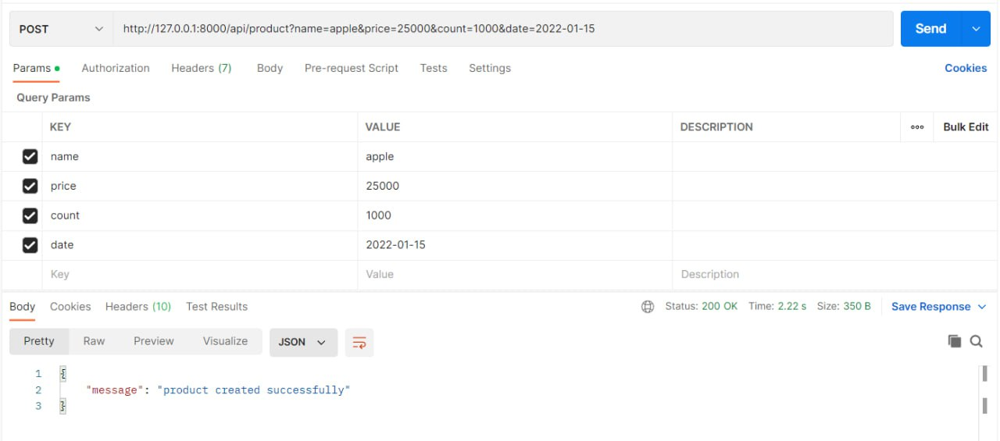 POST http://127.0.0.1:8000/api/product?name=apple&price=25000&count=1000&date=2022-01-15 Send
Params Authorization Headers (7) Body Pre-request Script Tests Settings Cookies
Query Params
KEY VALUE DESCRIPTION ooo Bulk Edit
name apple
price 25000
count 1000
date 2022-01-15
Key Value Description
Body Cookies Headers (10) Test Results Status: 200 OK Time: 2.22 s Size: 350 B Save Response
Pretty Raw Preview Visualize JSON
1 {
2 "message": "product created successfully"
3 }